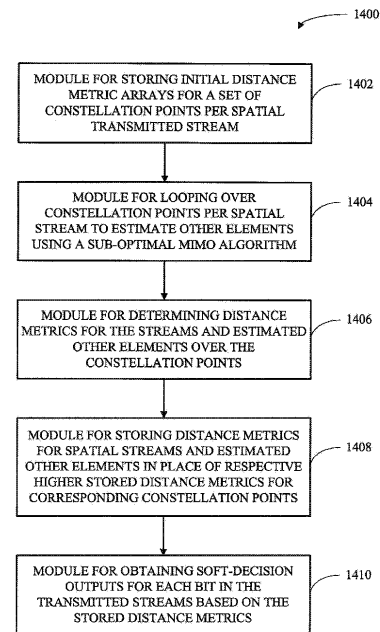 1400
MODULE FOR STORING INITIAL DISTANCE
METRIC ARRAYS FOR A SET OF
CONSTELLATION POINTS PER SPATIAL
TRANSMITTED STREAM
1402
MODULE FOR LOOPING OVER
CONSTELLATION POINTS PER SPATIAL
STREAM TO ESTIMATE OTHER ELEMENTS
USING A SUB-OPTIMAL MIMO ALGORITHM
1404
MODULE FOR DETERMINING DISTANCE
METRICS FOR THE STREAMS AND ESTIMATED
OTHER ELEMENTS OVER THE
CONSTELLATION POINTS
1406
MODULE FOR STORING DISTANCE METRICS
FOR SPATIAL STREAMS AND ESTIMATED
OTHER ELEMENTS IN PLACE OF RESPECTIVE
HIGHER STORED DISTANCE METRICS FOR
CORRESPONDING CONSTELLATION POINTS
1408
MODULE FOR OBTAINING SOFT-DECISION
OUTPUTS FOR EACH BIT IN THE
TRANSMITTED STREAMS BASED ON THE
STORED DISTANCE METRICS
1410